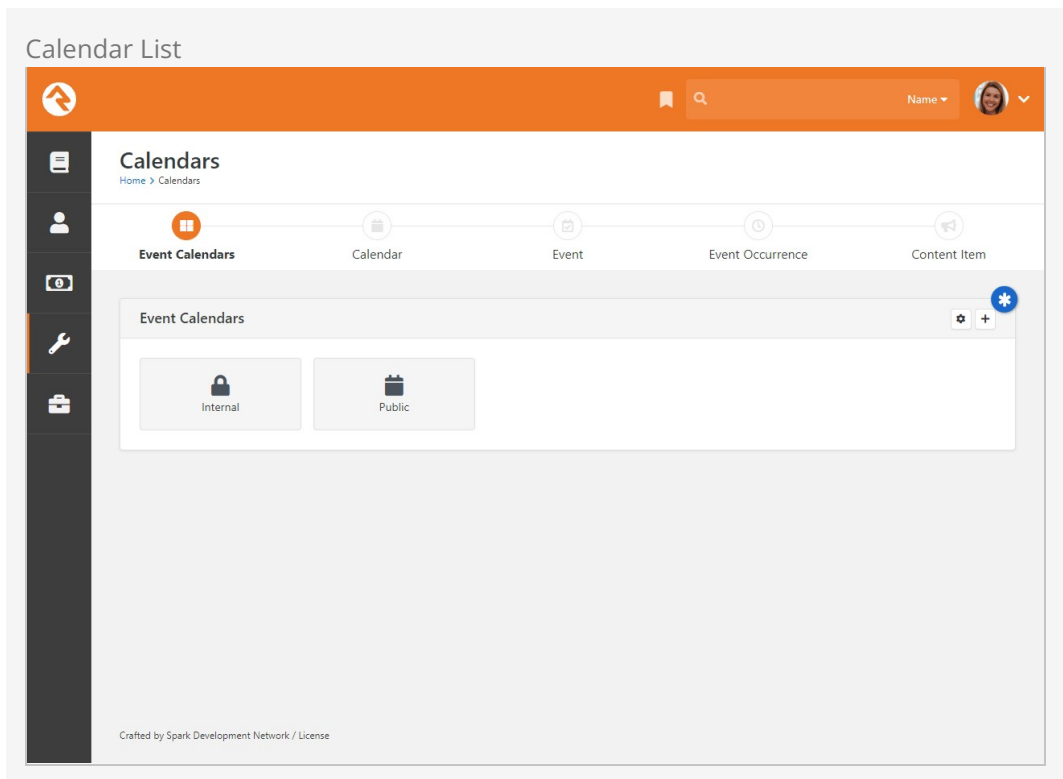 Calendar List
Name
Calendars
Home > Calendars
Event Calendars
Calendar
Event
Event Occurrence
Content Item
Event Calendars
Internal
Public
Crafted by Spark Development Network / License